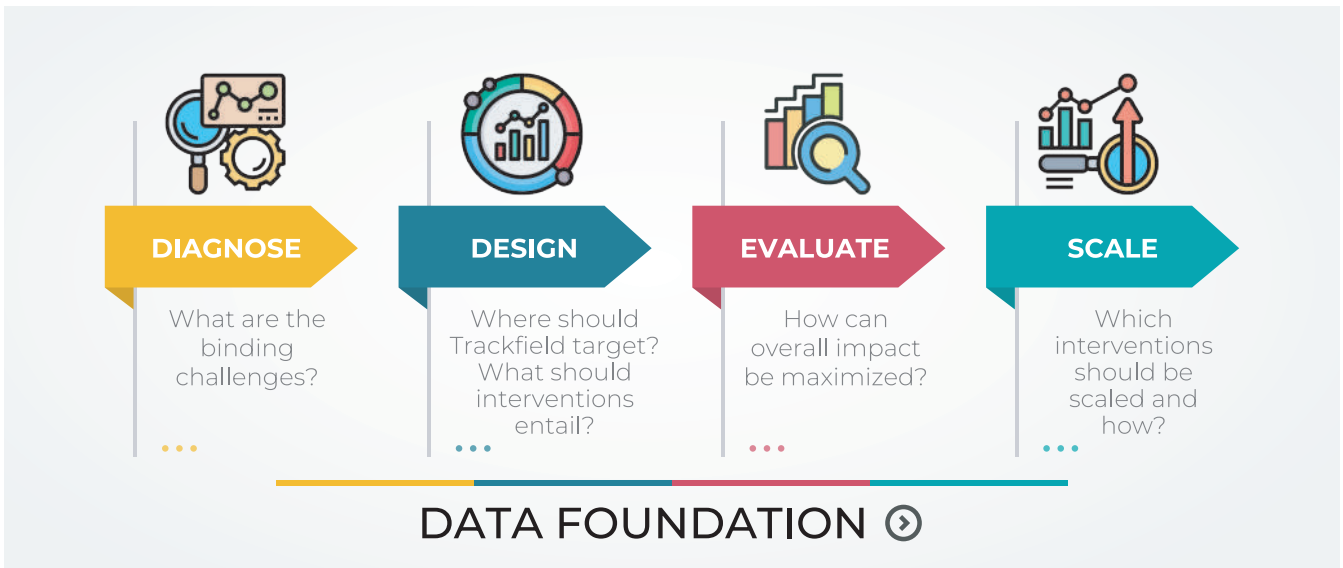 DIAGNOSE
What are the
binding
challenges?
DESIGN
Where should
Trackfield target?
What should
interventions
entail?
EVALUATE
How can
overall impact
be maximized?
SCALE
Which
interventions
should be
scaled and
how?
DATA FOUNDATION